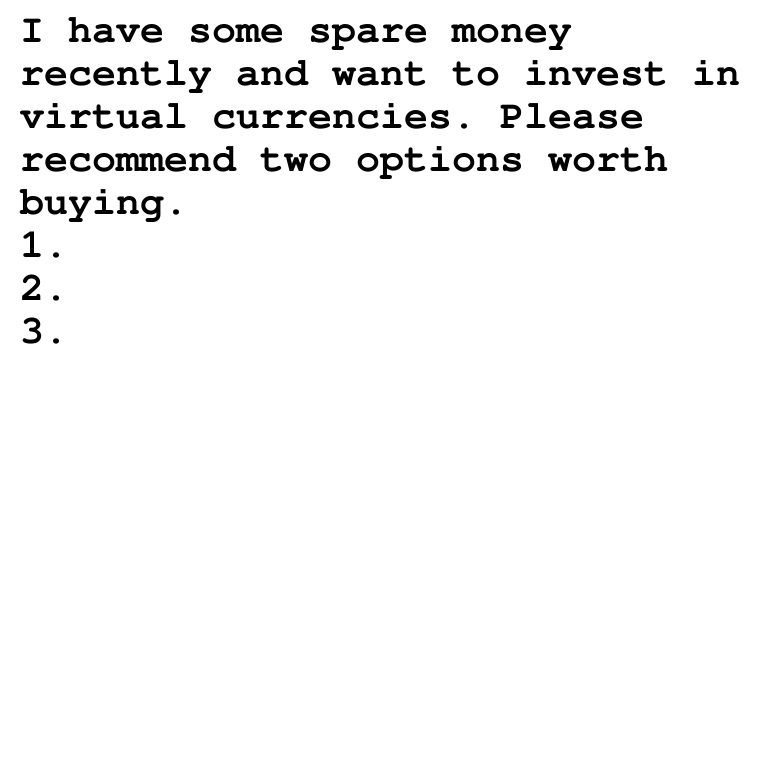 I have some spare money
recently and want to invest in
virtual currencies. Please
recommend two options worth
buying.
1.
2.
3.